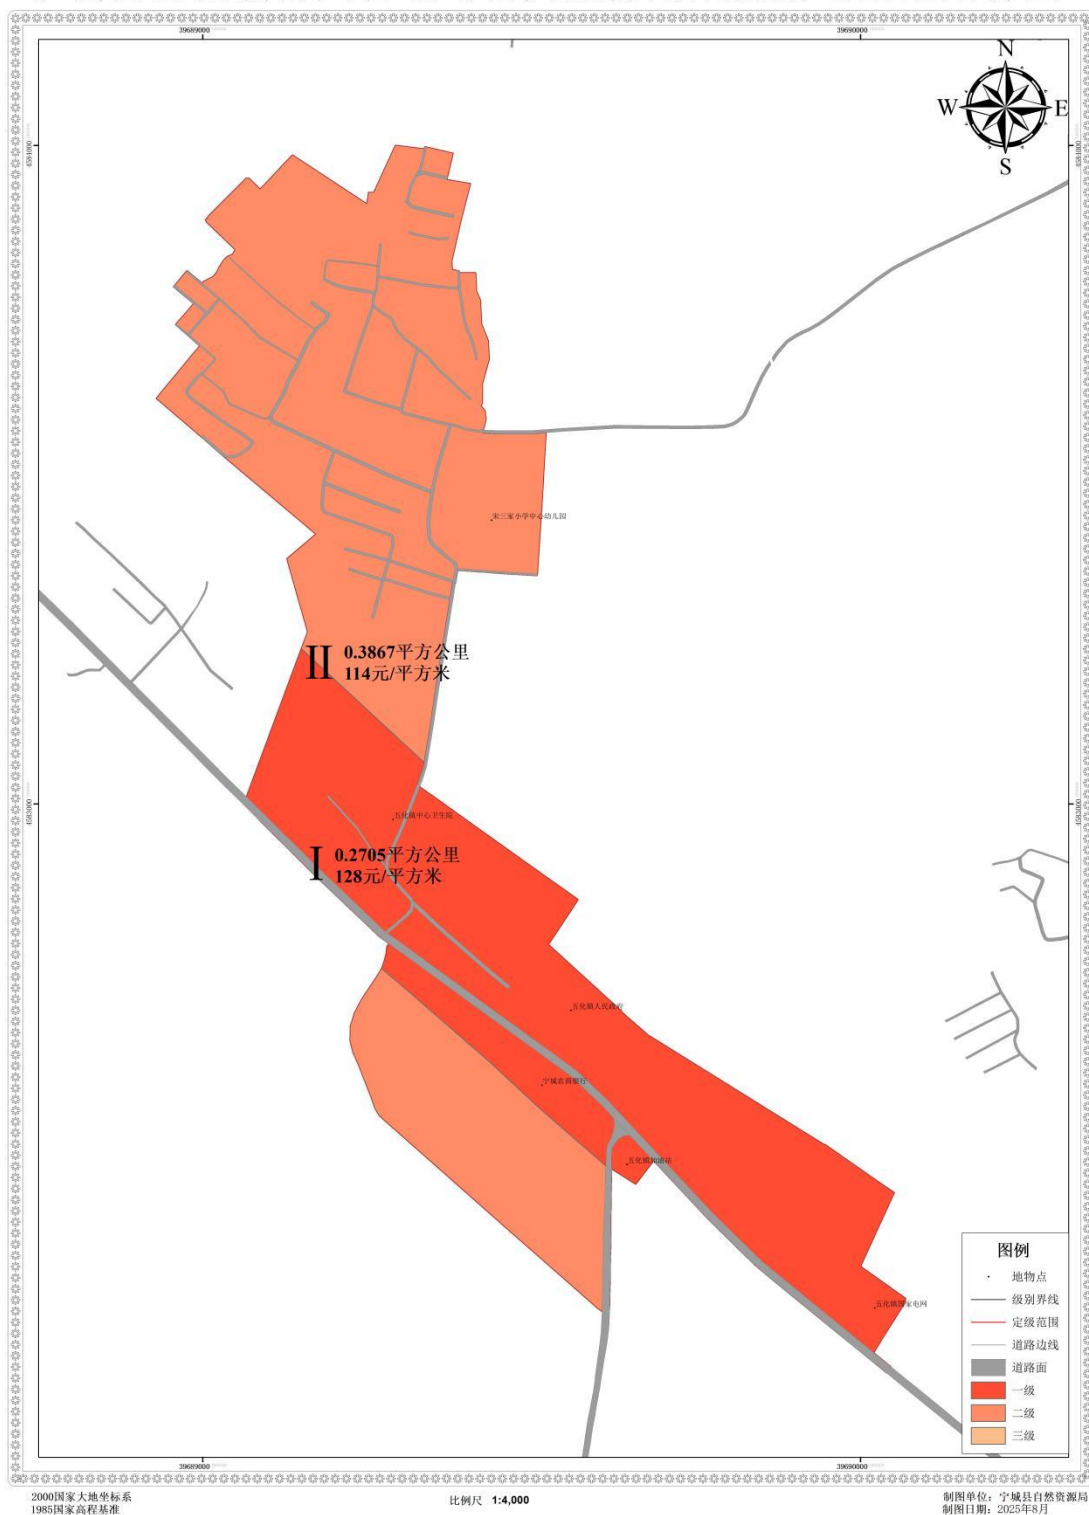 39689000
39690000
N
W
E
S
4584000
4584000
宋三家小学中心幼儿园
II
0.3867平方公里
114元/平方米
4583000
4583000
五化镇中心卫生院
I
0.2705平方公里
128元/平方米
五化镇人民政府
宁城农商银行
五化镇加油站
五化镇国家电网
图例
地物点
级别界线
定级范围
道路边线
道路面
一级
二级
三级
39689000
39690000
2000国家大地坐标系
1985国家高程基准
比例尺 1:4,000
制图单位：宁城县自然资源局
制图日期：2025年8月